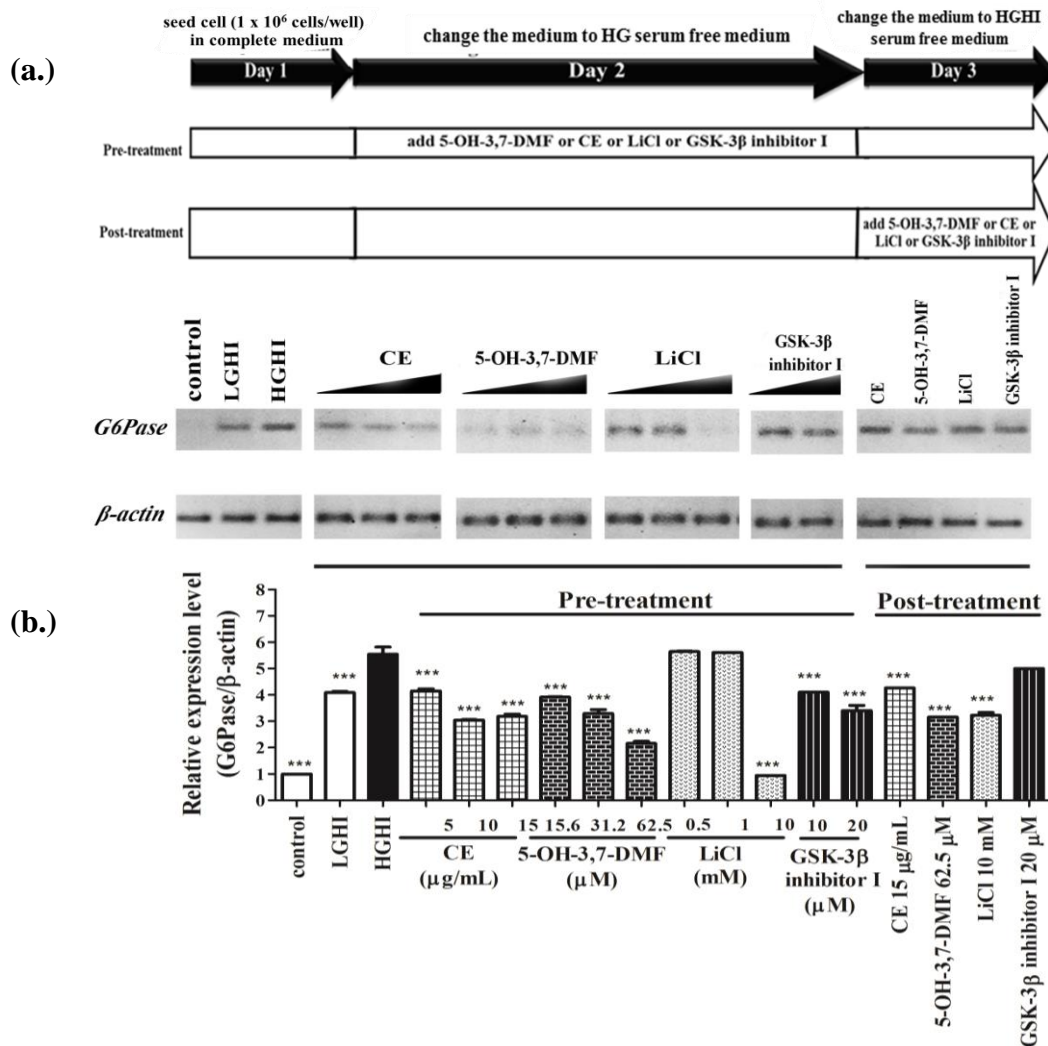 seed cell (1 x 10⁶ cells/well)
in complete medium
change the medium to HG serum free medium
change the medium to HGHI
serum free medium
(a.)
Day 1
Day 2
Day 3
Pre-treatment
add 5-OH-3,7-DMF or CE or LiCl or GSK-3β inhibitor I
Post-treatment
add 5-OH-3,7-DMF or CE or
LiCl or GSK-3β inhibitor I
control
LGHI
HGHI
CE
5-OH-3,7-DMF
LiCl
GSK-3β
inhibitor I
CE
5-OH-3,7-DMF
LiCl
GSK-3β inhibitor I
G6Pase
β-actin
(b.)
Relative expression level
(G6Pase/β-actin)
8
7
6
5
4
3
2
1
0
Pre-treatment
Post-treatment
***
***
***
***
***
***
***
***
***
***
***
***
***
***
control
LGHI
HGHI
5 10 15 15.6 31.2 62.5 0.5 1 10 10 20
CE
(μg/mL)
5-OH-3,7-DMF
(μM)
LiCl
(mM)
GSK-3β
inhibitor I
(μM)
CE 15 μg/mL
5-OH-3,7-DMF 62.5 μM
LiCl 10 mM
GSK-3β inhibitor I 20 μM